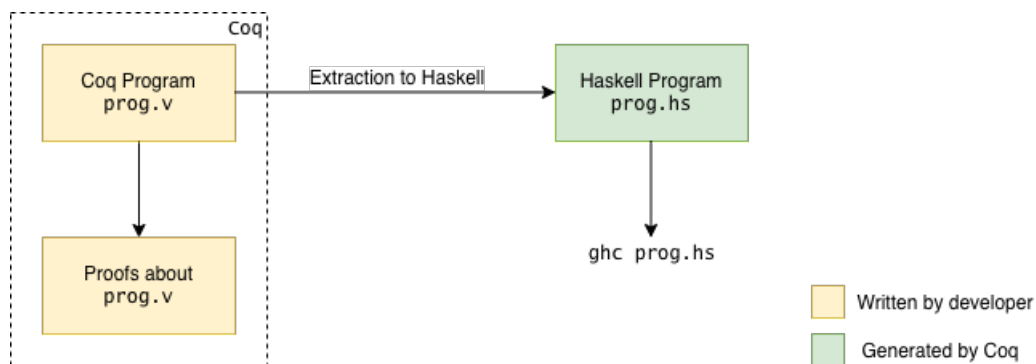 Coq
Coq Program
prog.v
Extraction to Haskell
Haskell Program
prog.hs
Proofs about
prog.v
ghc prog.hs
Written by developer
Generated by Coq